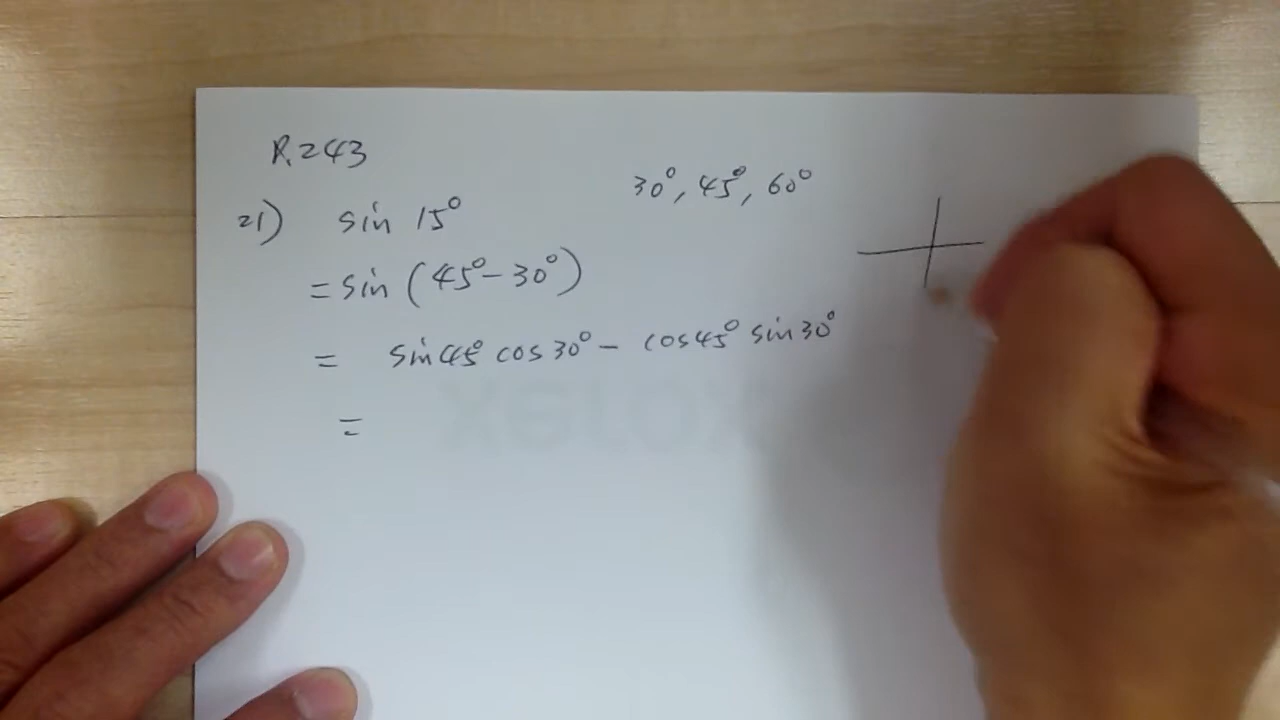 P.243
30°, 45°, 60°
21) sin 15°
= sin (45° - 30°)
= sin 45° cos 30° - cos 45° sin 30°
=